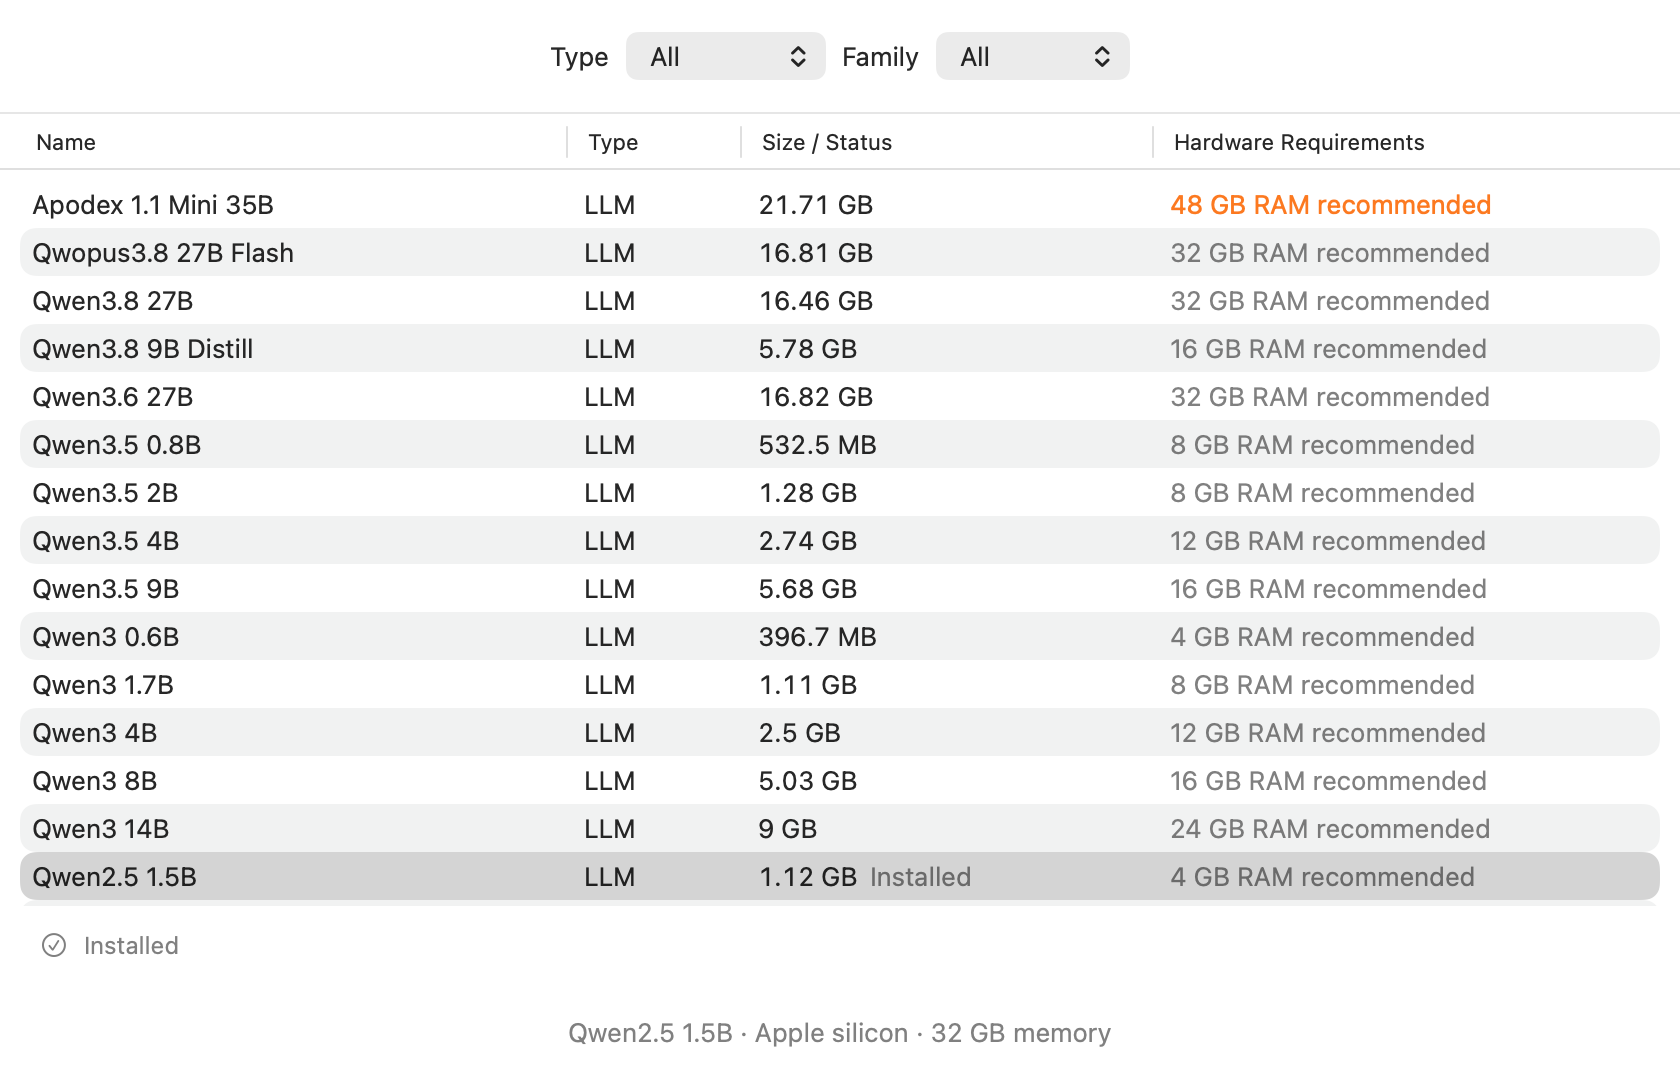 Type All Family All
Name Type Size / Status Hardware Requirements
Apodex 1.1 Mini 35B LLM 21.71 GB 48 GB RAM recommended
Qwopus3.8 27B Flash LLM 16.81 GB 32 GB RAM recommended
Qwen3.8 27B LLM 16.46 GB 32 GB RAM recommended
Qwen3.8 9B Distill LLM 5.78 GB 16 GB RAM recommended
Qwen3.6 27B LLM 16.82 GB 32 GB RAM recommended
Qwen3.5 0.8B LLM 532.5 MB 8 GB RAM recommended
Qwen3.5 2B LLM 1.28 GB 8 GB RAM recommended
Qwen3.5 4B LLM 2.74 GB 12 GB RAM recommended
Qwen3.5 9B LLM 5.68 GB 16 GB RAM recommended
Qwen3 0.6B LLM 396.7 MB 4 GB RAM recommended
Qwen3 1.7B LLM 1.11 GB 8 GB RAM recommended
Qwen3 4B LLM 2.5 GB 12 GB RAM recommended
Qwen3 8B LLM 5.03 GB 16 GB RAM recommended
Qwen3 14B LLM 9 GB 24 GB RAM recommended
Qwen2.5 1.5B LLM 1.12 GB Installed 4 GB RAM recommended
Installed
Qwen2.5 1.5B · Apple silicon · 32 GB memory